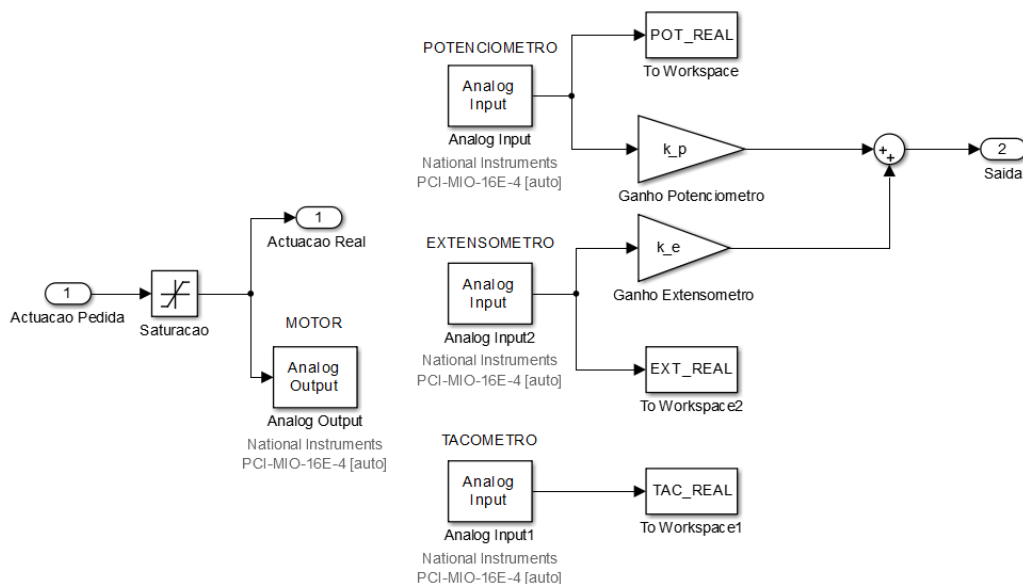 POTENCIOMETRO
Analog
Input
Analog Input
National Instruments
PCI-MIO-16E-4 [auto]
POT_REAL
To Workspace
k_p
Ganho Potenciometro
+
+
2
Saida
1
Actuacao Real
1
Actuacao Pedida
Saturacao
MOTOR
Analog
Output
Analog Output
National Instruments
PCI-MIO-16E-4 [auto]
EXTENSOMETRO
Analog
Input
Analog Input2
National Instruments
PCI-MIO-16E-4 [auto]
k_e
Ganho Extensometro
EXT_REAL
To Workspace2
TACOMETRO
Analog
Input
Analog Input1
National Instruments
PCI-MIO-16E-4 [auto]
TAC_REAL
To Workspace1